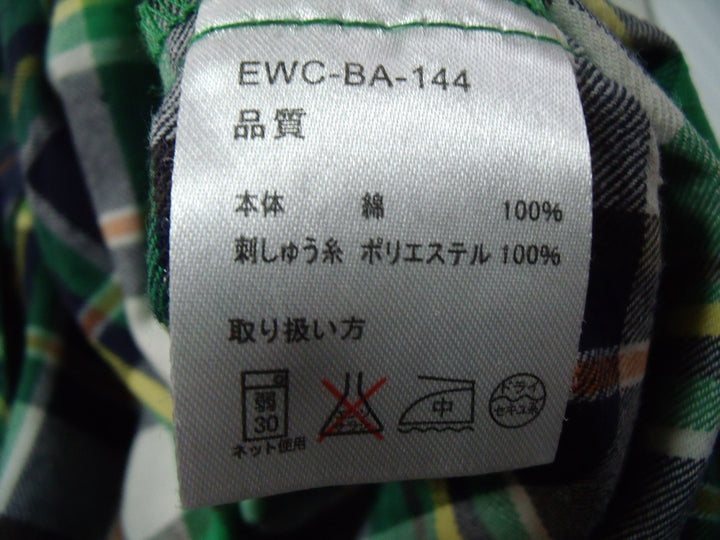 EWC-BA-144
品質
本体 綿 100%
刺しゅう糸 ポリエステル 100%
取り扱い方
弱
30
ネット使用
中
ドライ
セキユ系